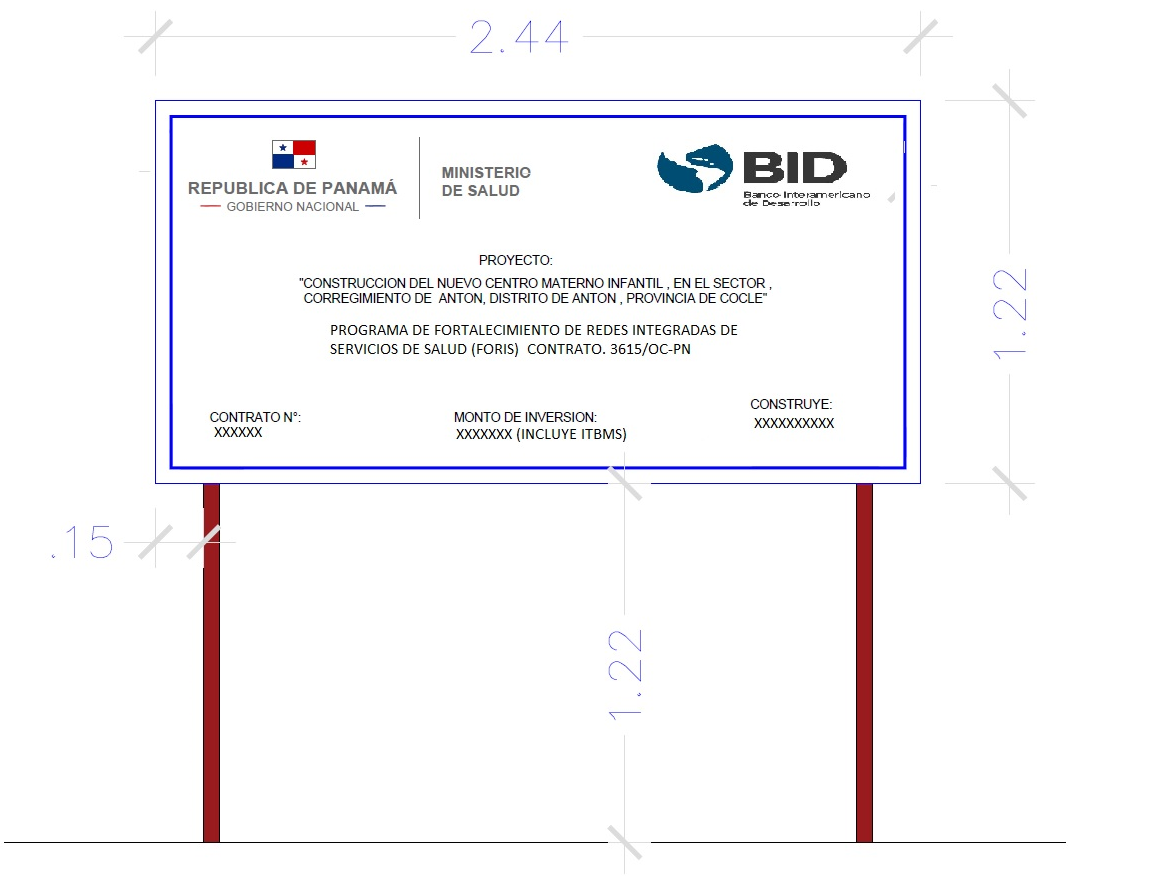 2.44
REPUBLICA DE PANAMÁ
GOBIERNO NACIONAL
MINISTERIO
DE SALUD
BID
Banco Interamericano
de Desarrollo
PROYECTO:
"CONSTRUCCION DEL NUEVO CENTRO MATERNO INFANTIL , EN EL SECTOR ,
CORREGIMIENTO DE ANTON, DISTRITO DE ANTON , PROVINCIA DE COCLE"
PROGRAMA DE FORTALECIMIENTO DE REDES INTEGRADAS DE
SERVICIOS DE SALUD (FORIS) CONTRATO. 3615/OC-PN
CONTRATO N°:
XXXXXX
MONTO DE INVERSION:
XXXXXXX (INCLUYE ITBMS)
CONSTRUYE:
XXXXXXXXXX
1.22
.15
1.22